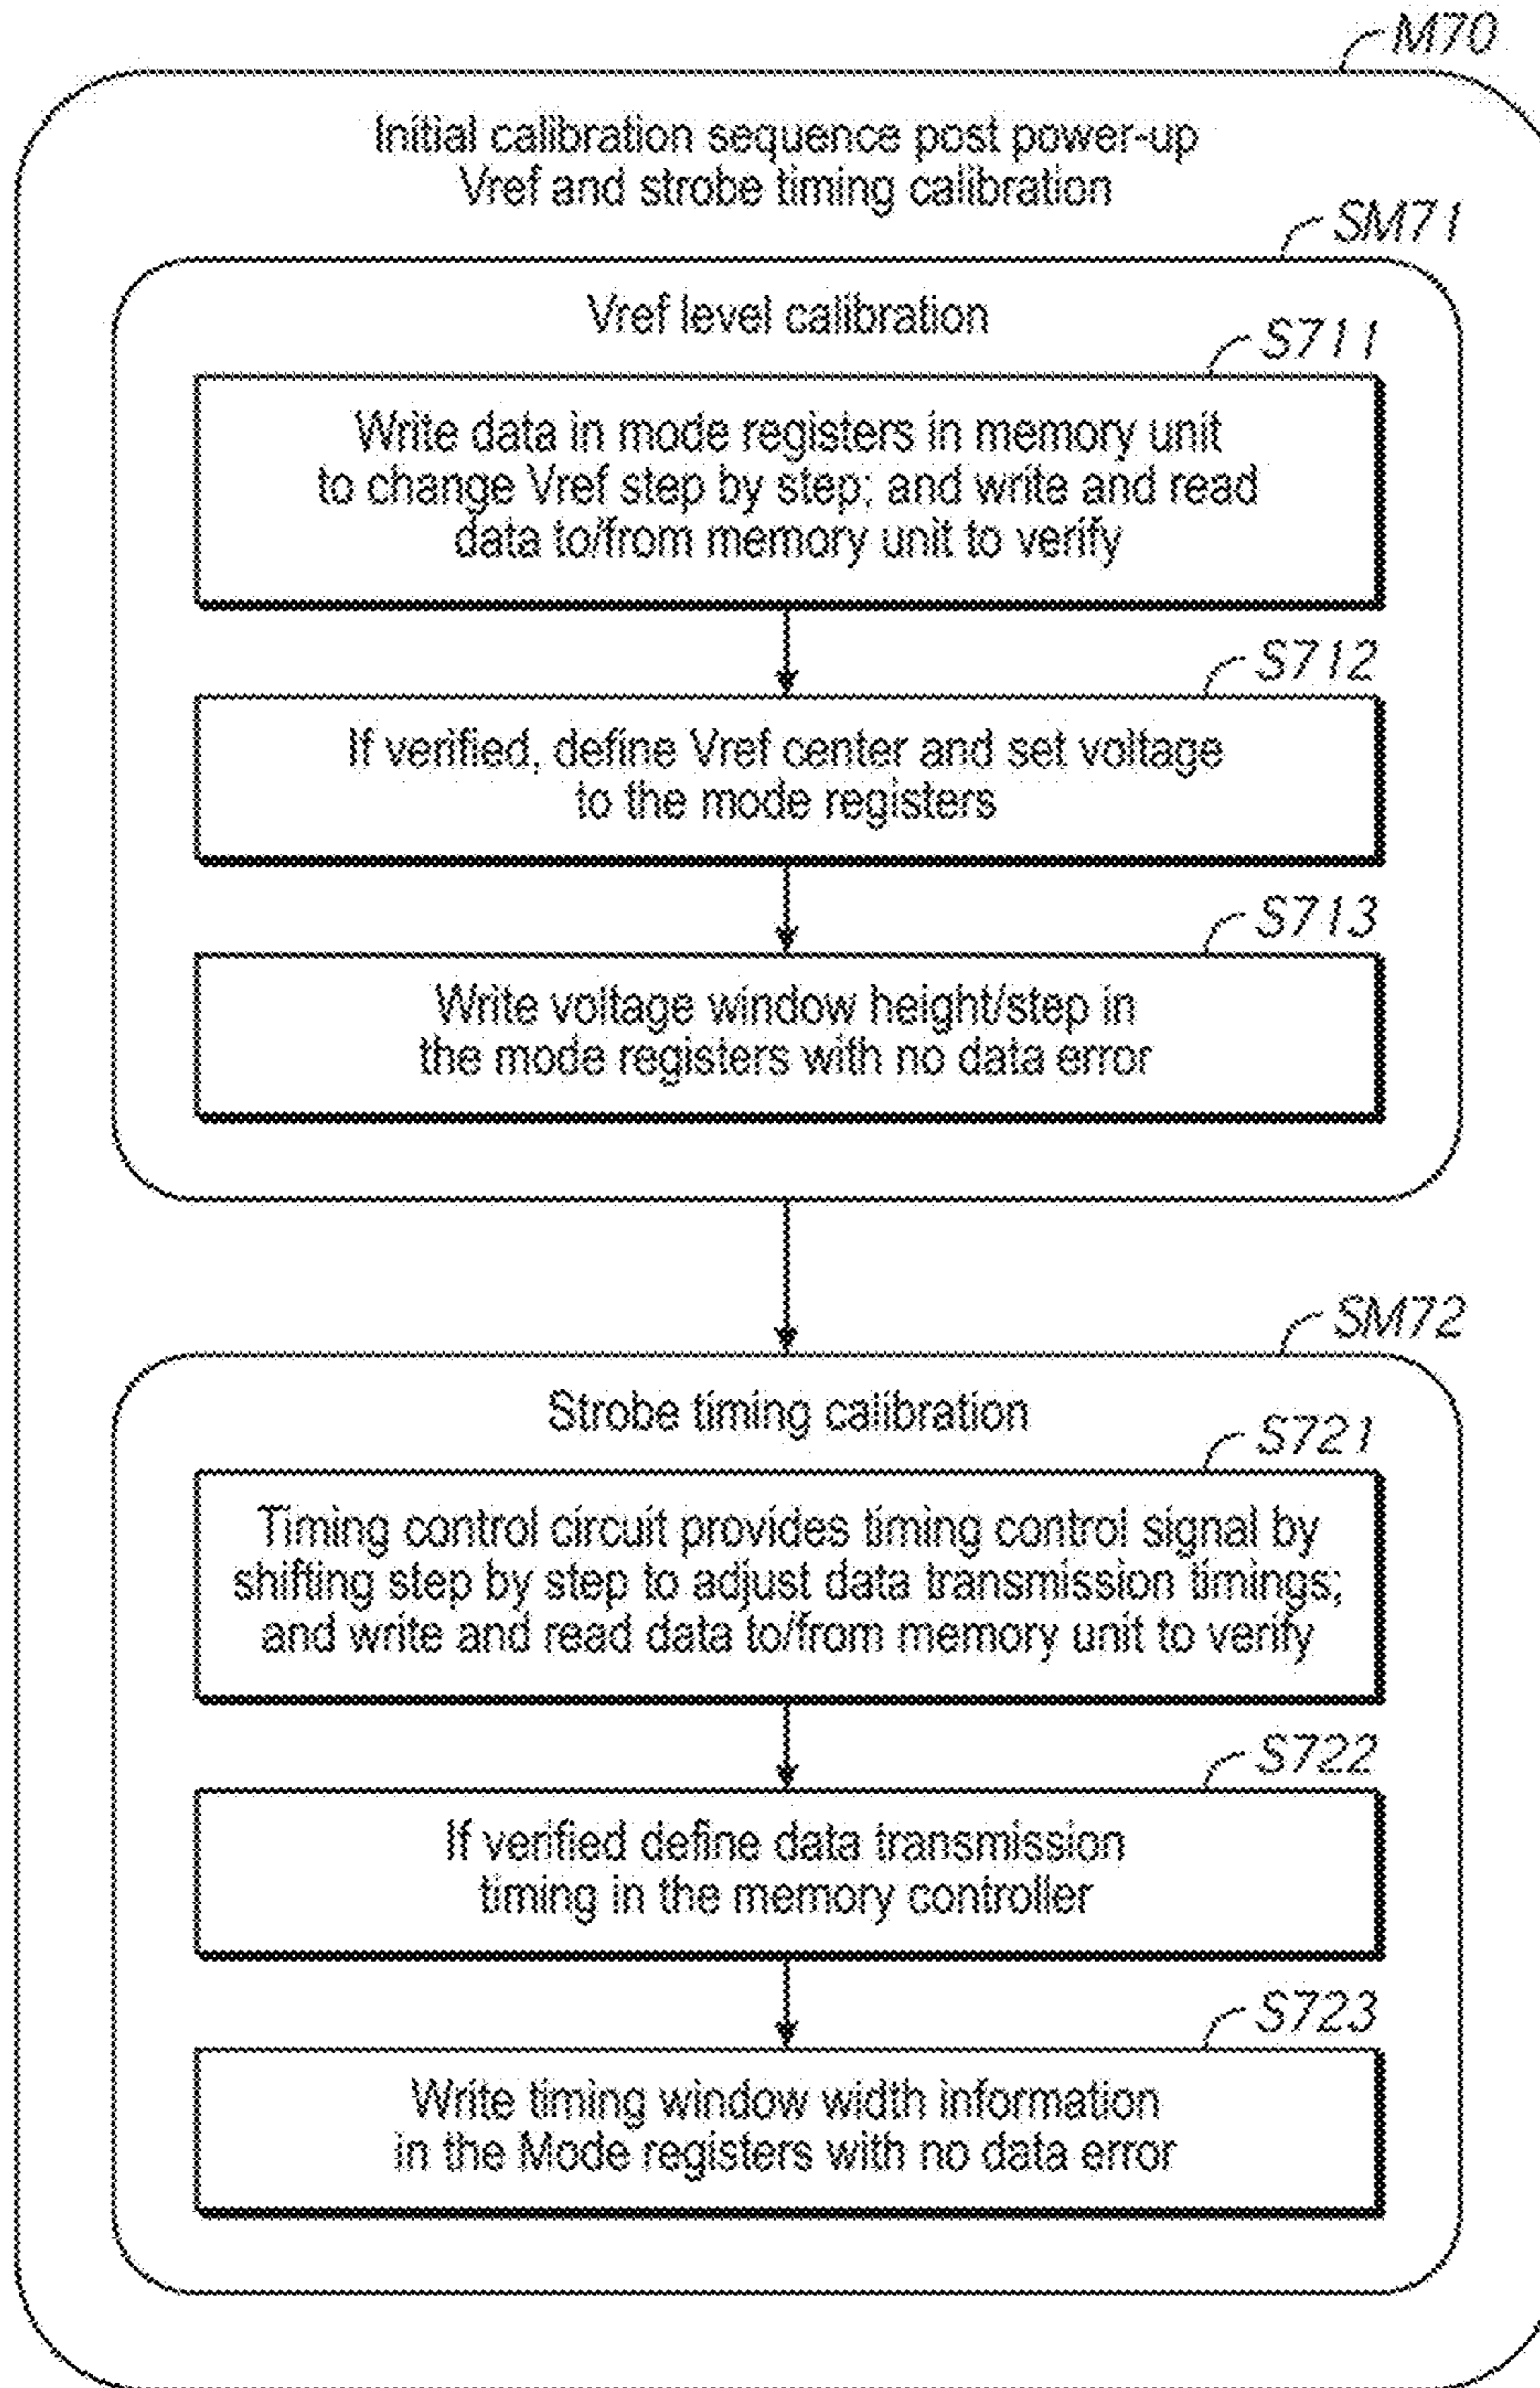 M70
Initial calibration sequence post power-up
Vref and strobe timing calibration
SM71
Vref level calibration
S711
Write data in mode registers in memory unit
to change Vref step by step; and write and read
data to/from memory unit to verify
S712
If verified, define Vref center and set voltage
to the mode registers
S713
Write voltage window height/step in
the mode registers with no data error
SM72
Strobe timing calibration
S721
Timing control circuit provides timing control signal by
shifting step by step to adjust data transmission timings;
and write and read data to/from memory unit to verify
S722
If verified define data transmission
timing in the memory controller
S723
Write timing window width information
in the Mode registers with no data error